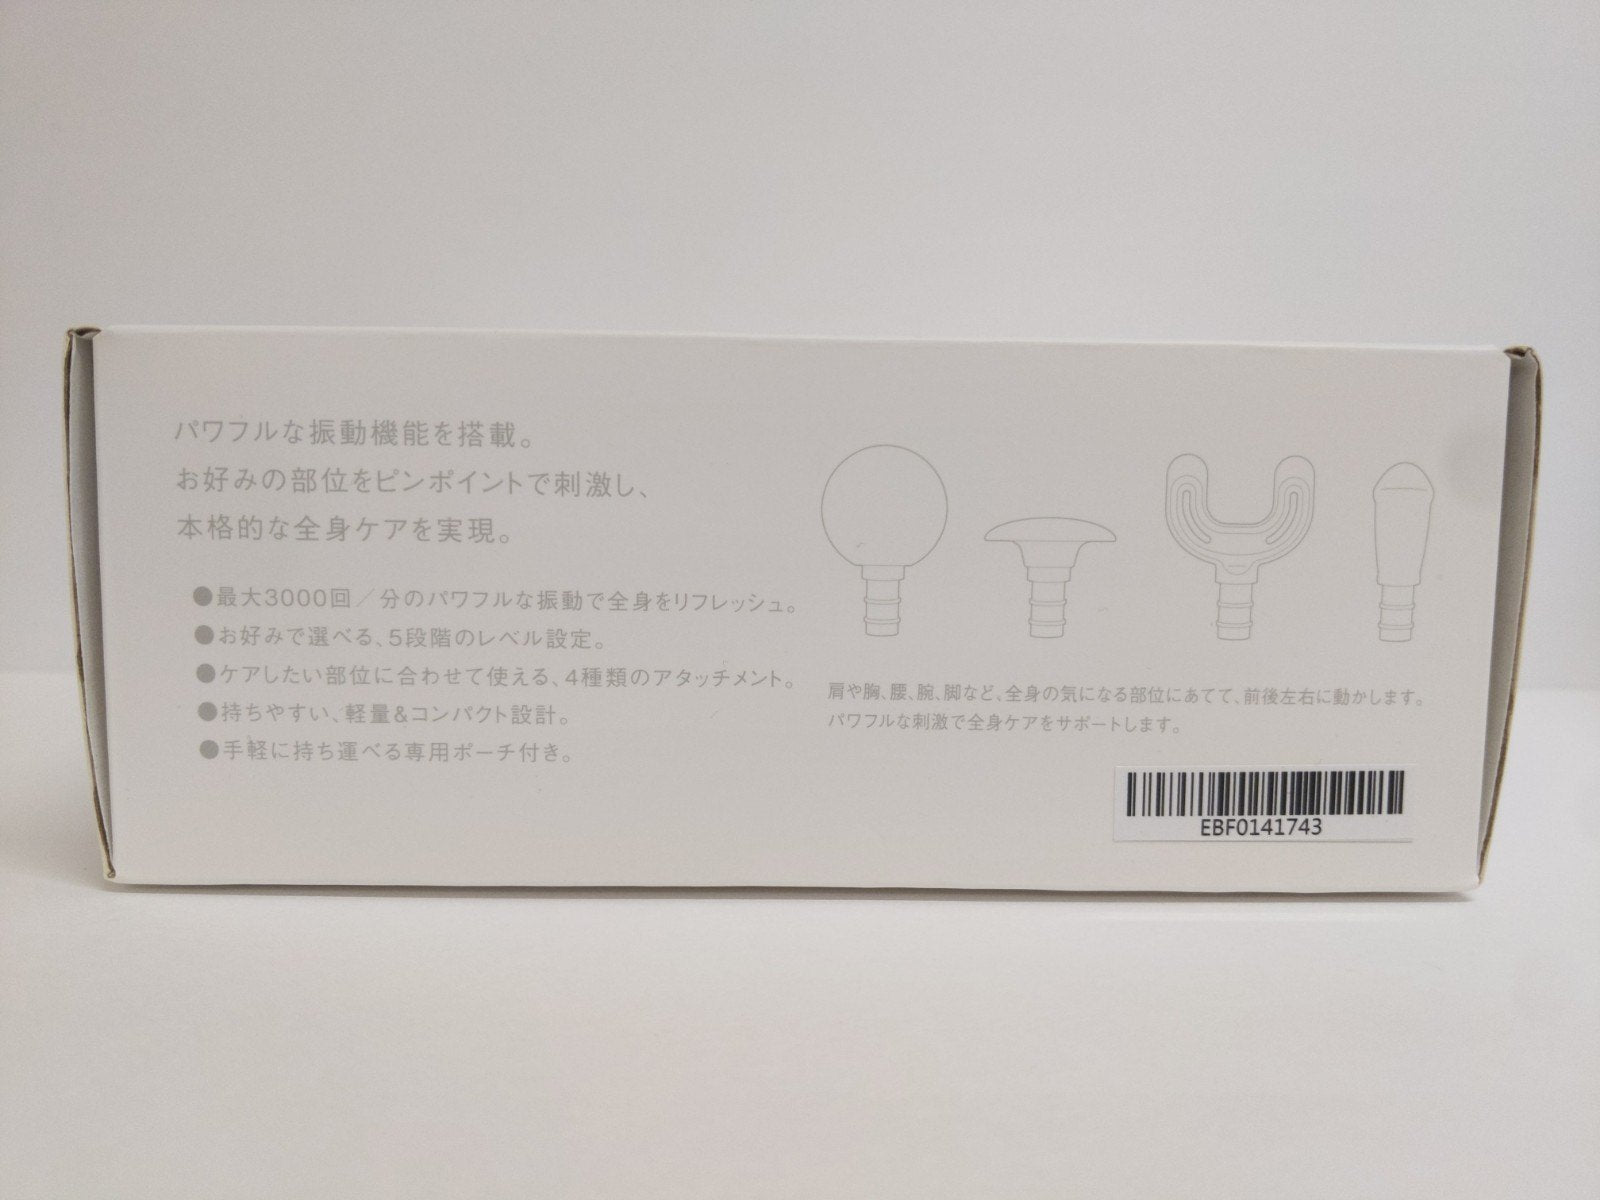 パワフルな振動機能を搭載。
お好みの部位をピンポイントで刺激し、
本格的な全身ケアを実現。
●最大3000回／分のパワフルな振動で全身をリフレッシュ。
●お好みで選べる、5段階のレベル設定。
●ケアしたい部位に合わせて使える、4種類のアタッチメント。
●持ちやすい、軽量&コンパクト設計。
●手軽に持ち運べる専用ポーチ付き。
肩や胸、腰、腕、脚など、全身の気になる部位にあてて、前後左右に動かします。
パワフルな刺激で全身ケアをサポートします。
EBF0141743